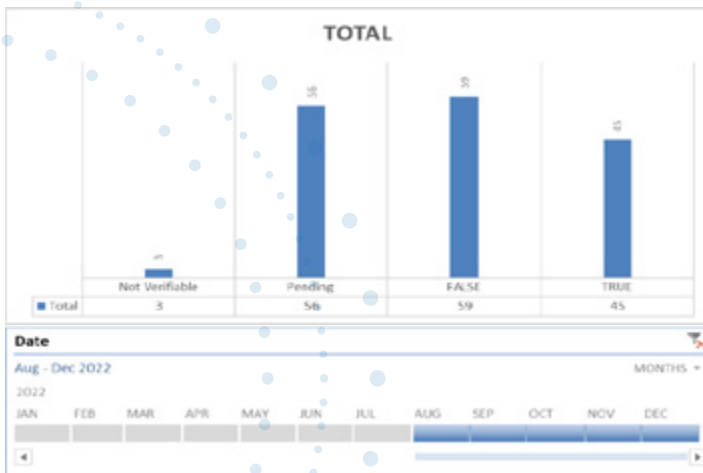 TOTAL
3
56
59
45
Not Verifiable Pending FALSE TRUE
Total 3 56 59 45
Date
Aug - Dec 2022 MONTHS
2022
JAN FEB MAR APR MAY JUN JUL AUG SEP OCT NOV DEC